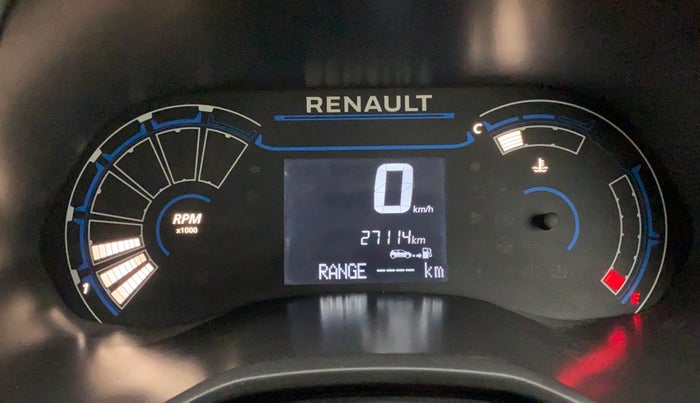 RENAULT
C
0 km/h
RPM
x1000
27114km
RANGE ---- km
1
E